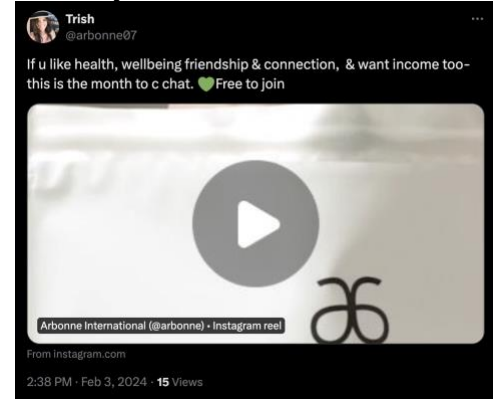 Trish
@arbonne07
If u like health, wellbeing friendship & connection, & want income too-
this is the month to c chat. 💚Free to join
Arbonne International (@arbonne) • Instagram reel
From instagram.com
2:38 PM · Feb 3, 2024 · 15 Views